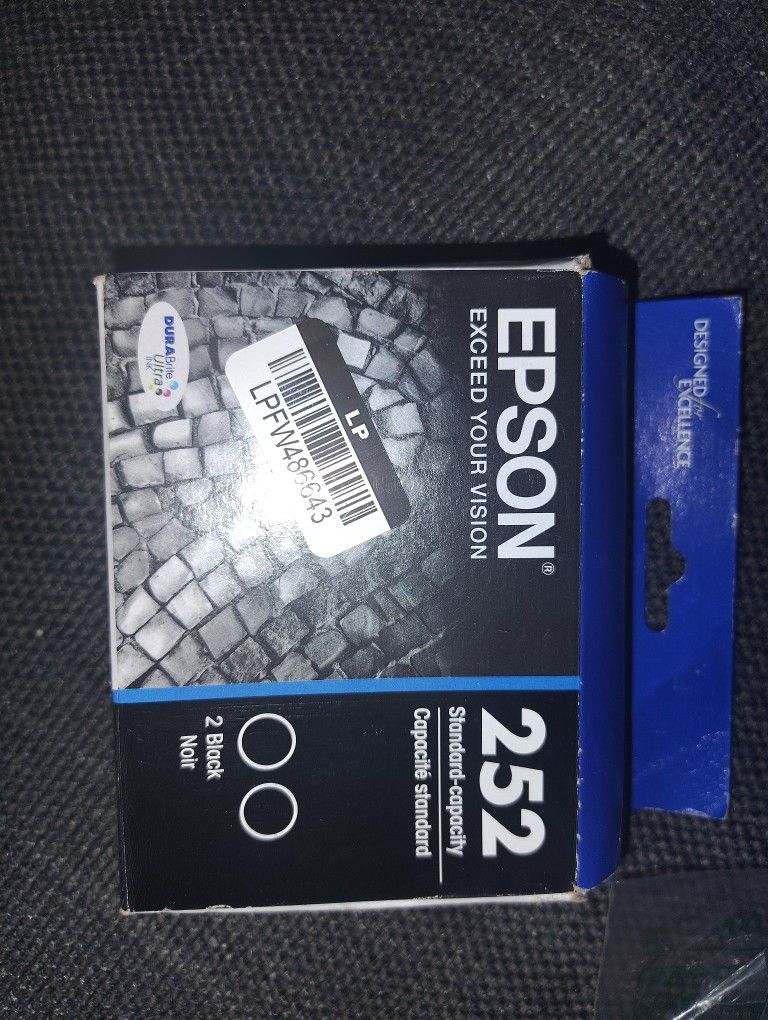 DESIGNED for EXCELLENCE
EPSON®
EXCEED YOUR VISION
LP
LPFW486643
DURABrite
Ultra
INK
252
Standard-capacity
Capacité standard
2 Black
Noir